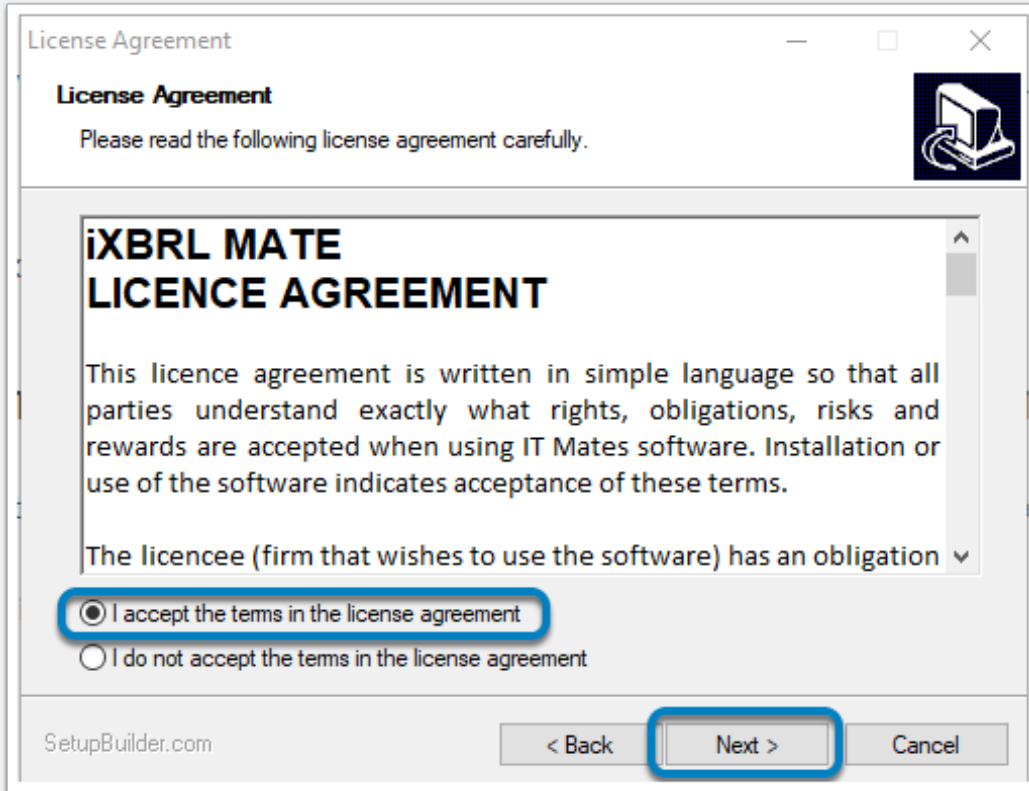 License Agreement
License Agreement
Please read the following license agreement carefully.
iXBRL MATE
LICENCE AGREEMENT
This licence agreement is written in simple language so that all
parties understand exactly what rights, obligations, risks and
rewards are accepted when using IT Mates software. Installation or
use of the software indicates acceptance of these terms.
The licencee (firm that wishes to use the software) has an obligation
I accept the terms in the license agreement
I do not accept the terms in the license agreement
SetupBuilder.com
< Back
Next >
Cancel